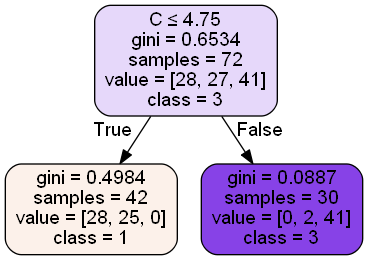 C ≤ 4.75
gini = 0.6534
samples = 72
value = [28, 27, 41]
class = 3
True
False
gini = 0.4984
samples = 42
value = [28, 25, 0]
class = 1
gini = 0.0887
samples = 30
value = [0, 2, 41]
class = 3